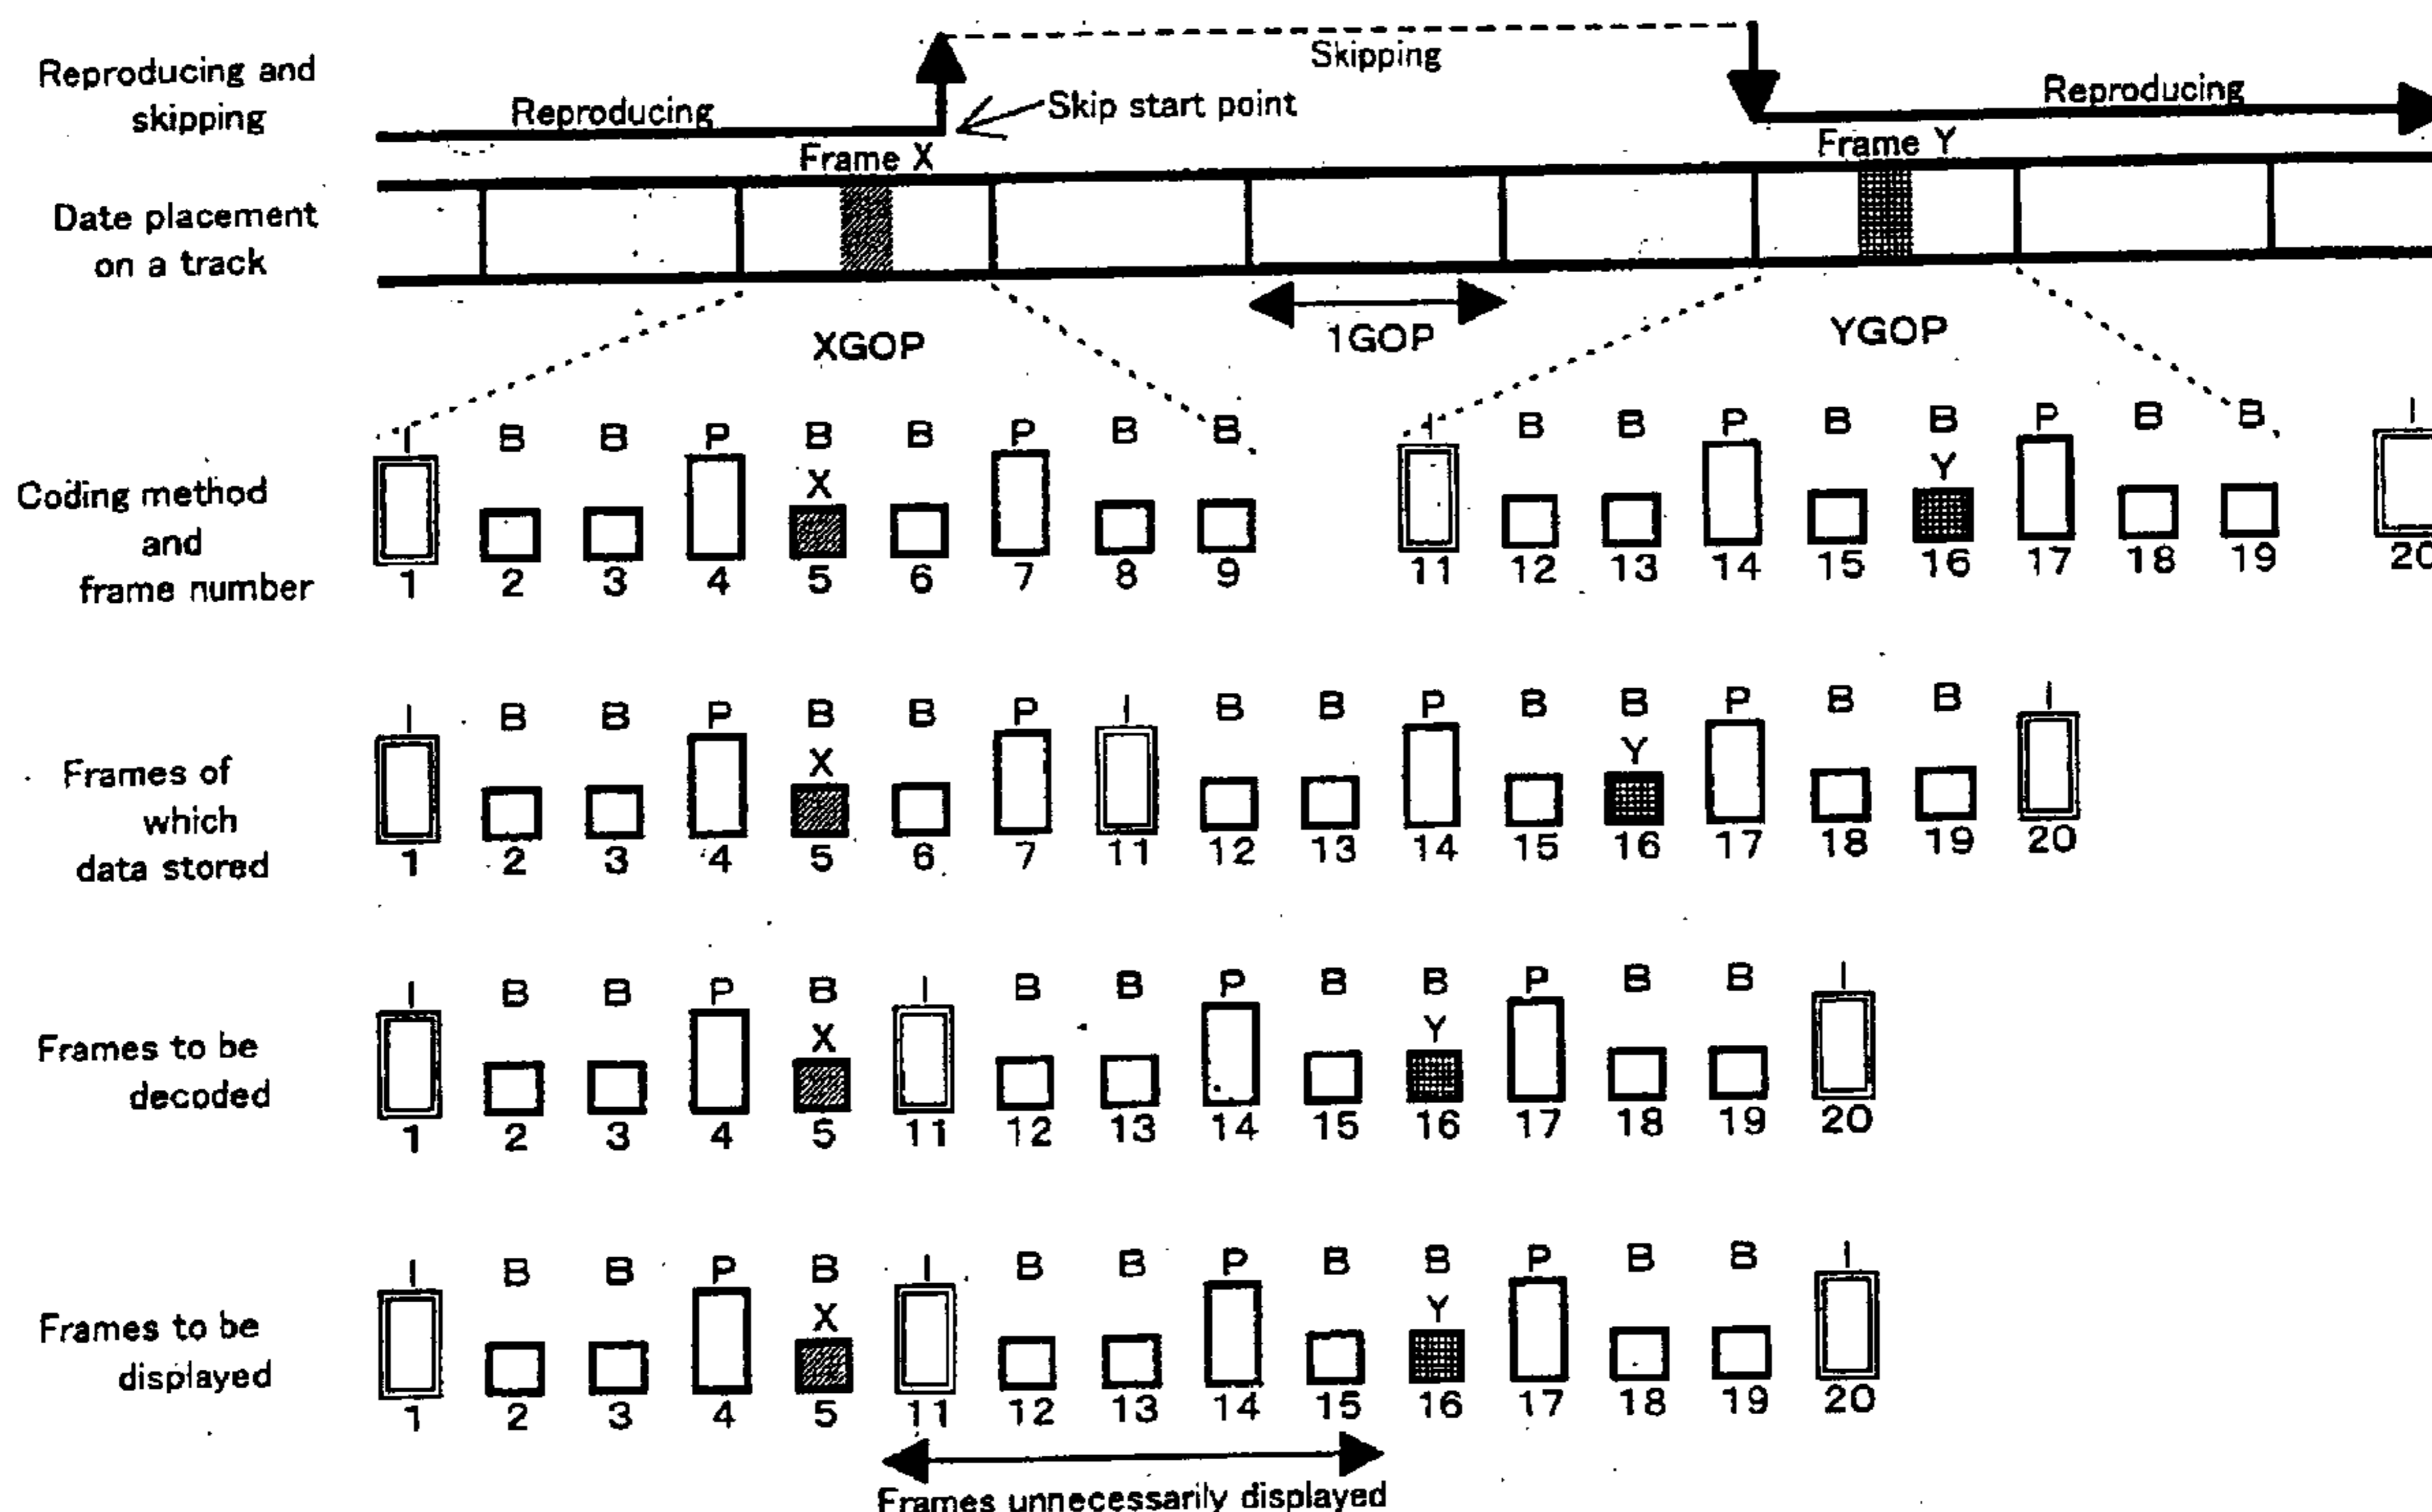 Reproducing and
skipping
Reproducing
Skip start point
Skipping
Reproducing
Frame X
Frame Y
Date placement
on a track
XGOP
1GOP
YGOP
Coding method
and
frame number
I B B P B B P B B I B B P B B P B B I
X Y
1 2 3 4 5 6 7 8 9 11 12 13 14 15 16 17 18 19 20
Frames of
which
data stored
I B B P B B P I B B P B B P B B I
X Y
1 2 3 4 5 6 7 11 12 13 14 15 16 17 18 19 20
Frames to be
decoded
I B B P B I B B P B B P B B I
X Y
1 2 3 4 5 11 12 13 14 15 16 17 18 19 20
Frames to be
displayed
I B B P B I B B P B B P B B I
X Y
1 2 3 4 5 11 12 13 14 15 16 17 18 19 20
Frames unnecessarily displayed